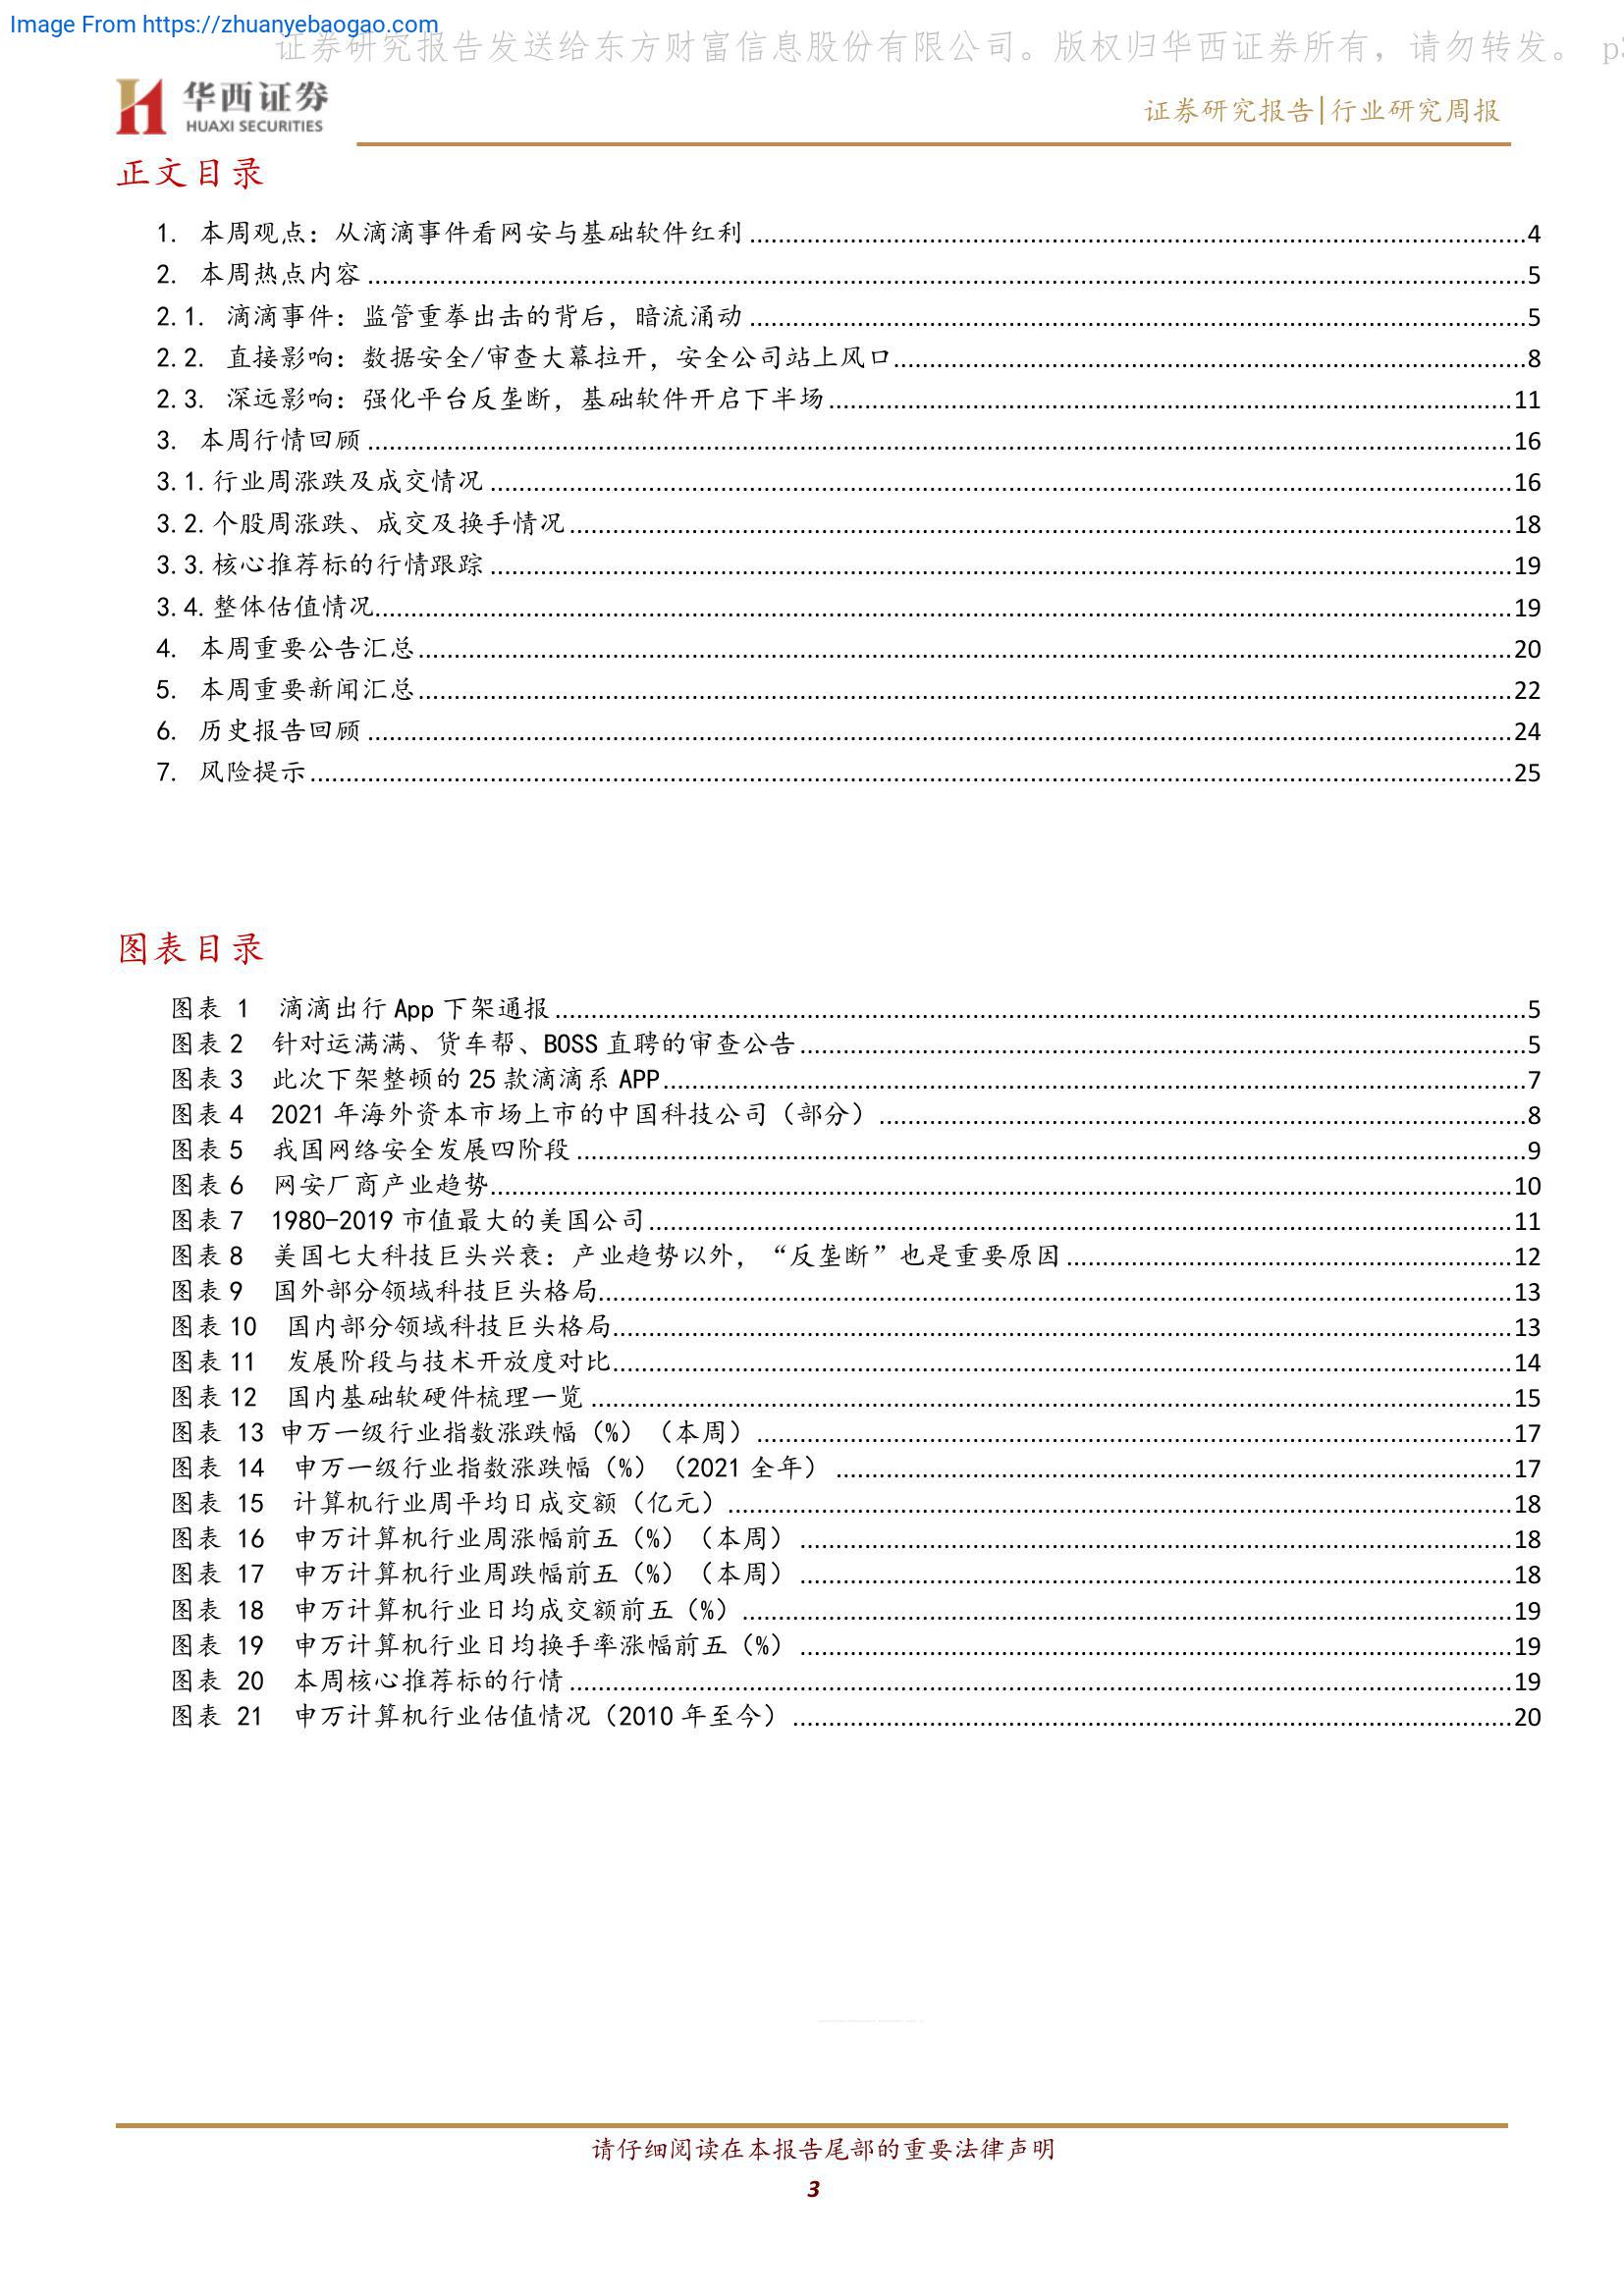 Image From https://zhuanyebaogao.com
证券研究报告发送给东方财富信息股份有限公司。版权归华西证券所有，请勿转发。 p
华西证券
HUAXI SECURITIES
证券研究报告|行业研究周报
正文目录
1. 本周观点：从滴滴事件看网安与基础软件红利........4
2. 本周热点内容........5
2.1. 滴滴事件：监管重拳出击的背后，暗流涌动........5
2.2. 直接影响：数据安全/审查大幕拉开，安全公司站上风口........8
2.3. 深远影响：强化平台反垄断，基础软件开启下半场........11
3. 本周行情回顾........16
3.1.行业周涨跌及成交情况........16
3.2.个股周涨跌、成交及换手情况........18
3.3.核心推荐标的行情跟踪........19
3.4.整体估值情况........19
4. 本周重要公告汇总........20
5. 本周重要新闻汇总........22
6. 历史报告回顾........24
7. 风险提示........25
图表目录
图表 1 滴滴出行 App 下架通报........5
图表 2 针对运满满、货车帮、BOSS 直聘的审查公告........5
图表 3 此次下架整顿的 25 款滴滴系 APP........7
图表 4 2021 年海外资本市场上市的中国科技公司（部分）........8
图表 5 我国网络安全发展四阶段........9
图表 6 网安厂商产业趋势........10
图表 7 1980-2019 市值最大的美国公司........11
图表 8 美国七大科技巨头兴衰：产业趋势以外，“反垄断”也是重要原因........12
图表 9 国外部分领域科技巨头格局........13
图表 10 国内部分领域科技巨头格局........13
图表 11 发展阶段与技术开放度对比........14
图表 12 国内基础软硬件梳理一览........15
图表 13 申万一级行业指数涨跌幅（%）（本周）........17
图表 14 申万一级行业指数涨跌幅（%）（2021 全年）........17
图表 15 计算机行业周平均日成交额（亿元）........18
图表 16 申万计算机行业周涨幅前五（%）（本周）........18
图表 17 申万计算机行业周跌幅前五（%）（本周）........18
图表 18 申万计算机行业日均成交额前五（%）........19
图表 19 申万计算机行业日均换手率涨幅前五（%）........19
图表 20 本周核心推荐标的行情........19
图表 21 申万计算机行业估值情况（2010 年至今）........20
请仔细阅读在本报告尾部的重要法律声明
3